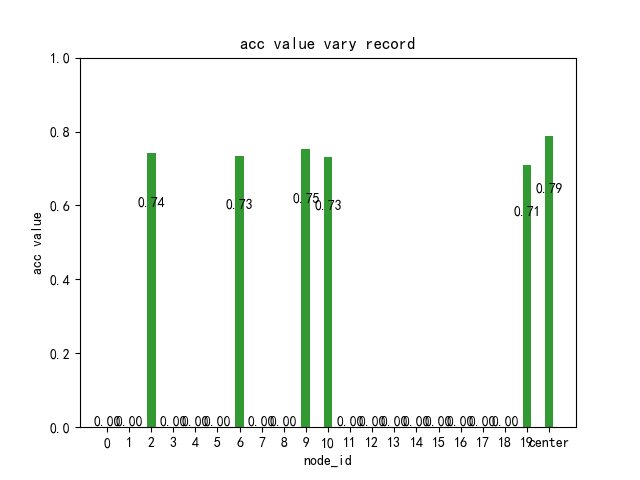 acc value vary record
1.0
0.8
0.6
0.4
0.2
0.0
acc value
0.74 0.73 0.75 0.73 0.71 0.79
0.00 0.00 0.00 0.00 0.00 0.00 0.00 0.00 0.00 0.00 0.00 0.00 0.00 0.00 0.00
0 1 2 3 4 5 6 7 8 9 10 11 12 13 14 15 16 17 18 19 center
node_id